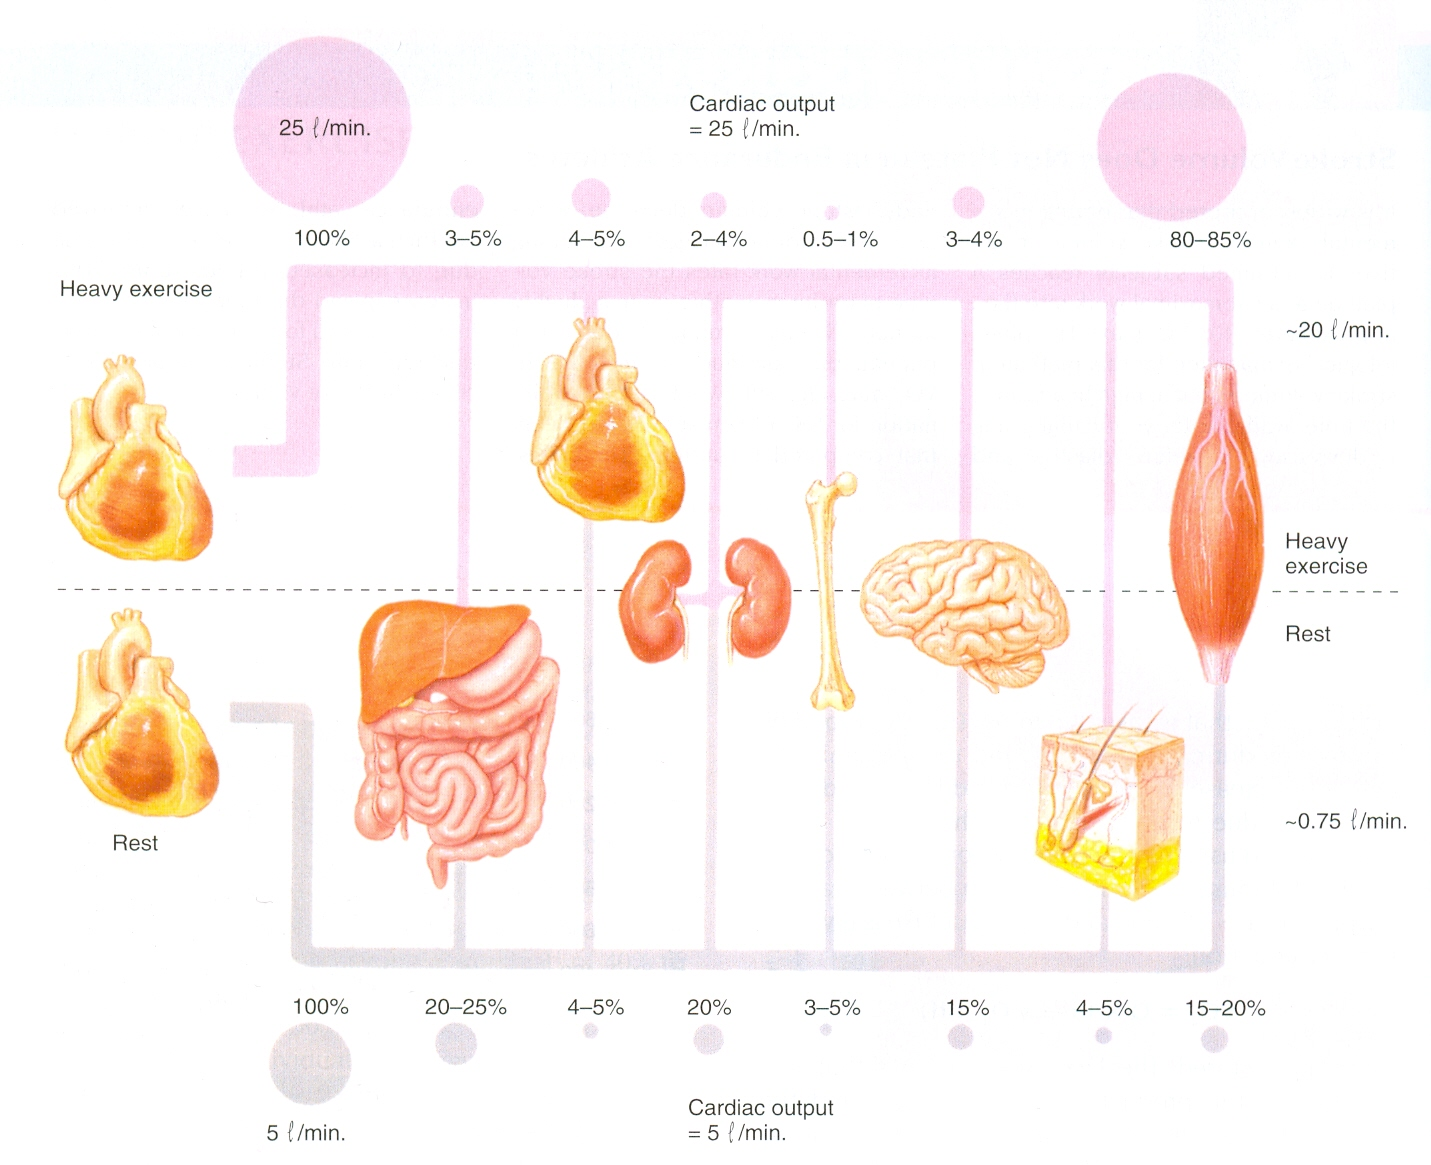 Cardiac output
= 25 ℓ/min.
25 ℓ/min.
100%
3–5%
4–5%
2–4%
0.5–1%
3–4%
80–85%
Heavy exercise
~20 ℓ/min.
Heavy
exercise
Rest
~0.75 ℓ/min.
Rest
100%
20–25%
4–5%
20%
3–5%
15%
4–5%
15–20%
5 ℓ/min.
Cardiac output
= 5 ℓ/min.